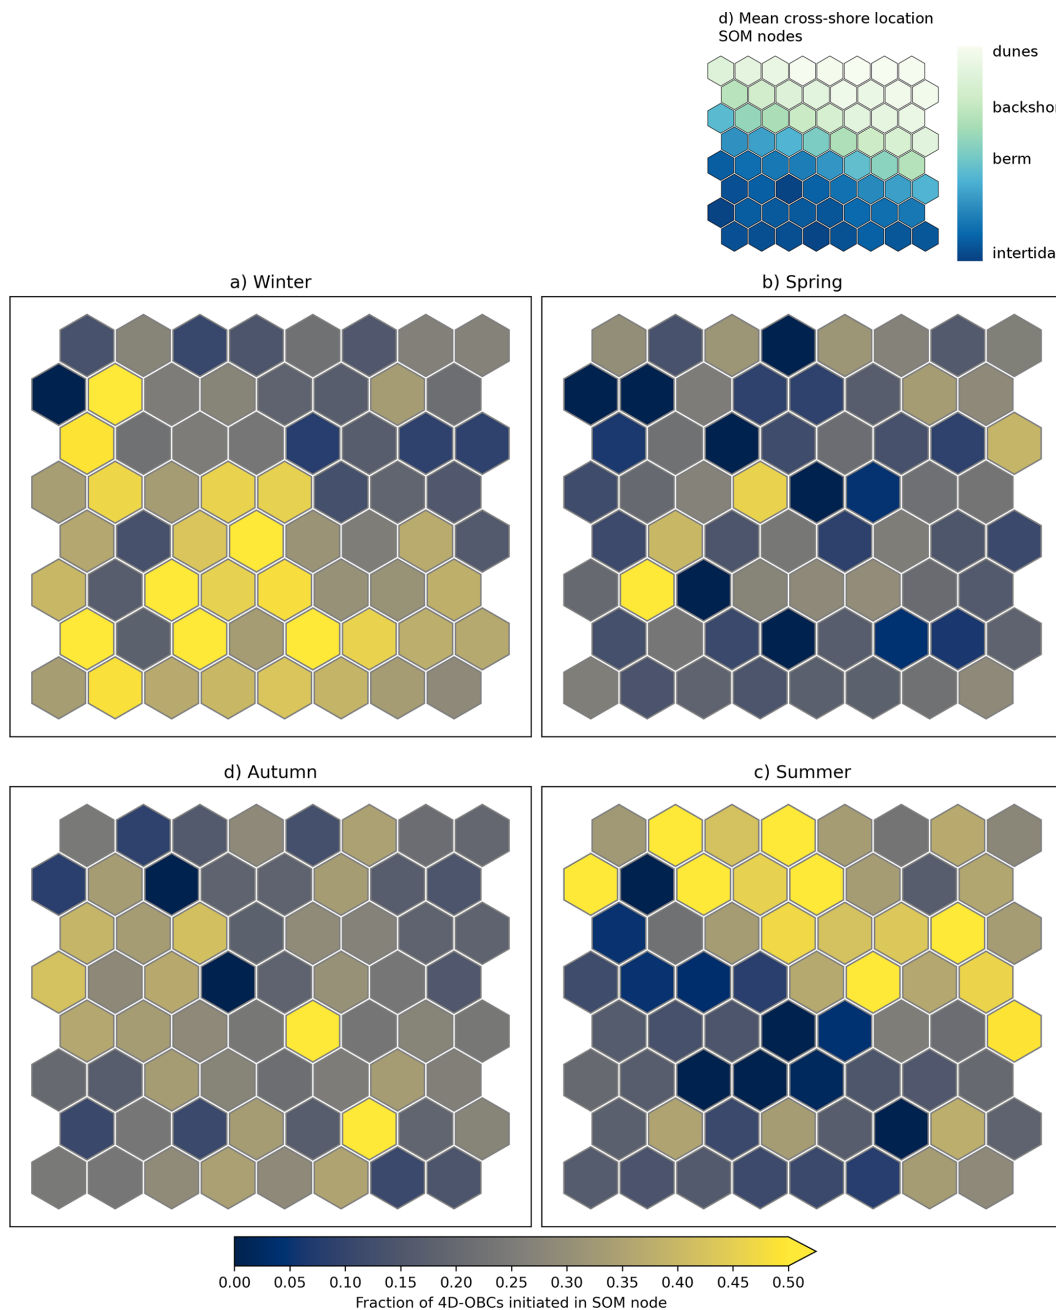 d) Mean cross-shore location
SOM nodes
dunes
backshor
berm
intertida
a) Winter
b) Spring
d) Autumn
c) Summer
0.00 0.05 0.10 0.15 0.20 0.25 0.30 0.35 0.40 0.45 0.50
Fraction of 4D-OBCs initiated in SOM node